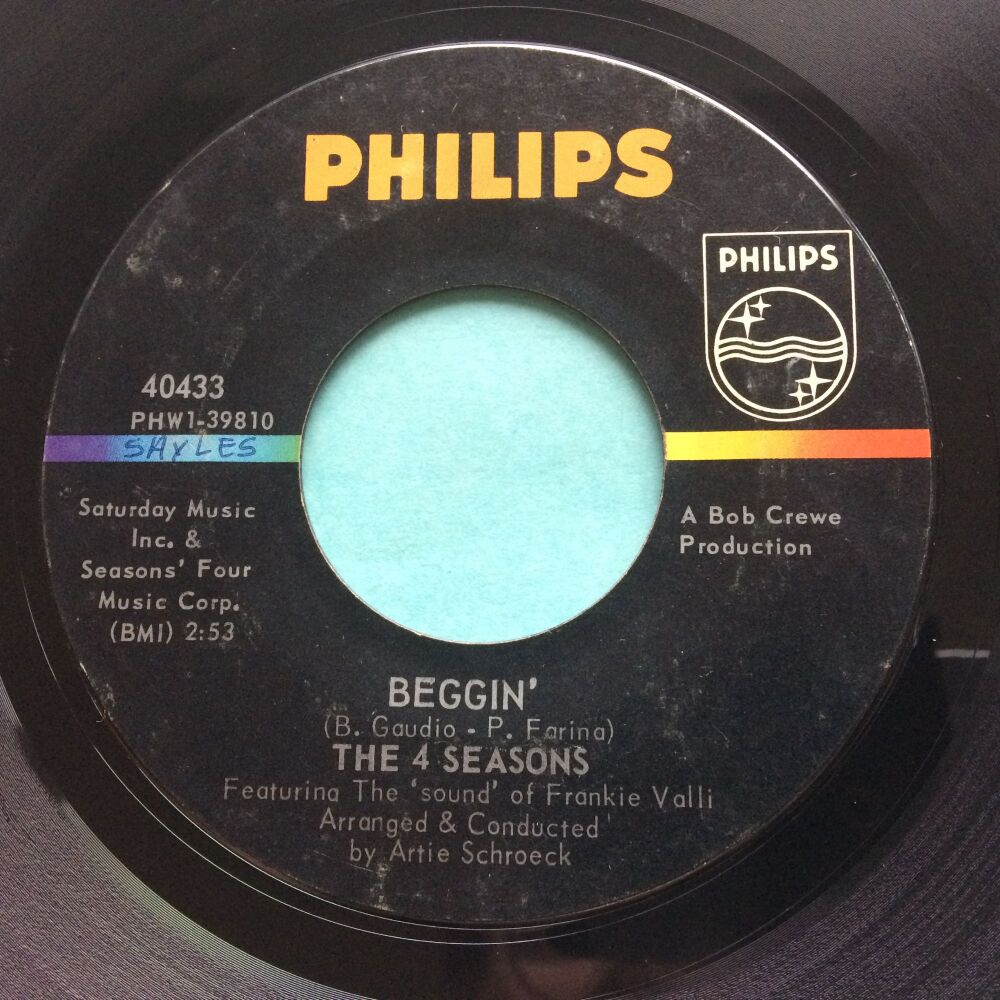 PHILIPS
PHILIPS
40433
PHW1-39810
SAYLES
Saturday Music
Inc. &
Seasons' Four
Music Corp.
(BMI) 2:53
A Bob Crewe
Production
BEGGIN'
(B. Gaudio - P. Farina)
THE 4 SEASONS
Featuring The 'sound' of Frankie Valli
Arranged & Conducted
by Artie Schroeck